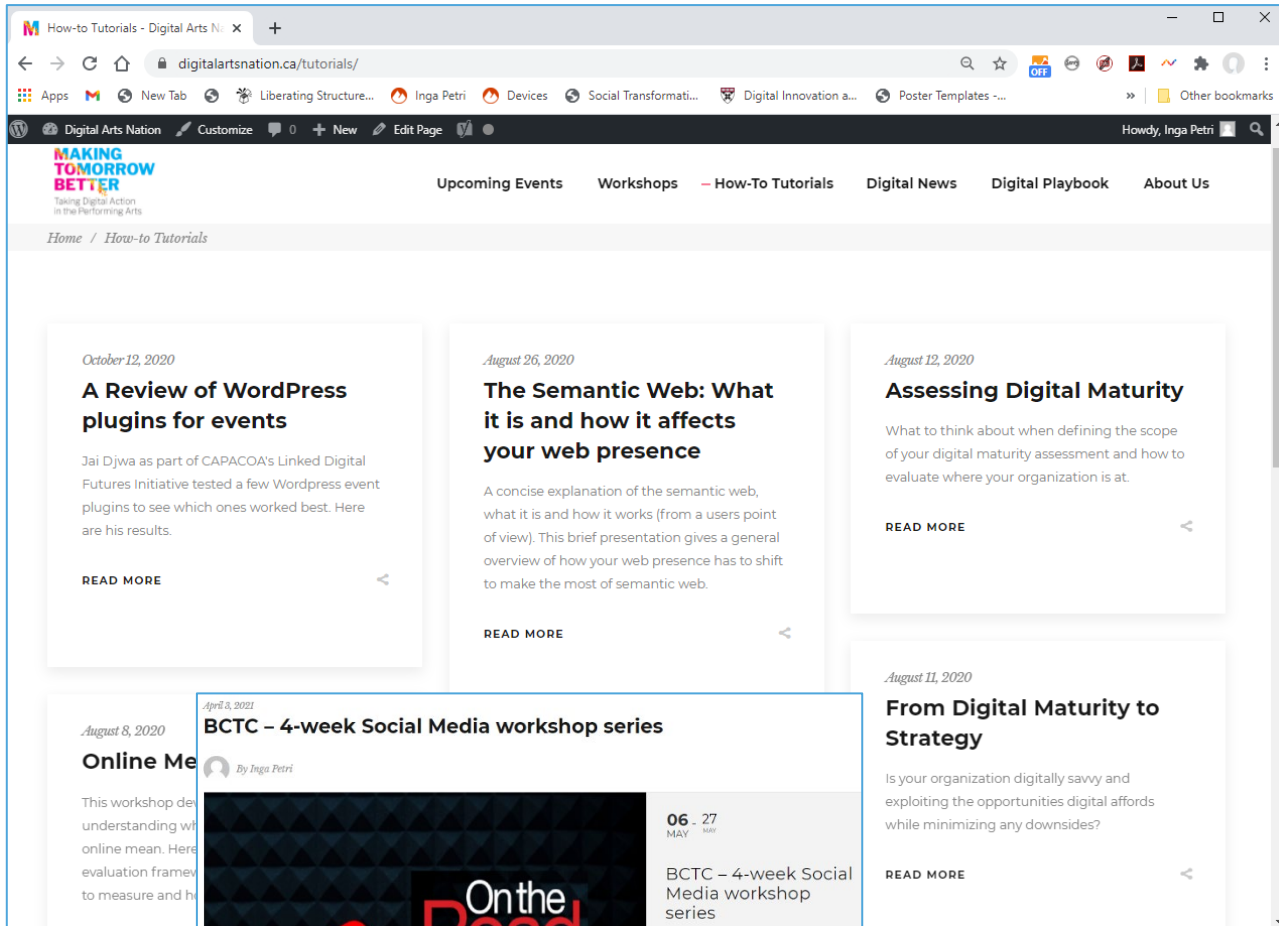 How-to Tutorials - Digital Arts Na
digitalartsnation.ca/tutorials/
OFF
Apps New Tab Liberating Structure... Inga Petri Devices Social Transformati... Digital Innovation a... Poster Templates -... » Other bookmarks
Digital Arts Nation Customize 0 + New Edit Page Howdy, Inga Petri
MAKING
TOMORROW
BETTER
Taking Digital Action
in the Performing Arts
Upcoming Events Workshops – How-To Tutorials Digital News Digital Playbook About Us
Home / How-to Tutorials
October 12, 2020
A Review of WordPress
plugins for events
Jai Djwa as part of CAPACOA's Linked Digital
Futures Initiative tested a few Wordpress event
plugins to see which ones worked best. Here
are his results.
READ MORE
August 26, 2020
The Semantic Web: What
it is and how it affects
your web presence
A concise explanation of the semantic web,
what it is and how it works (from a users point
of view). This brief presentation gives a general
overview of how your web presence has to shift
to make the most of semantic web.
READ MORE
August 12, 2020
Assessing Digital Maturity
What to think about when defining the scope
of your digital maturity assessment and how to
evaluate where your organization is at.
READ MORE
August 8, 2020
Online Me
This workshop dev
understanding wh
online mean. Here
evaluation framew
to measure and h
April 3, 2021
BCTC – 4-week Social Media workshop series
By Inga Petri
On the
Road
06 - 27
MAY MAY
BCTC – 4-week Social
Media workshop
series
August 11, 2020
From Digital Maturity to
Strategy
Is your organization digitally savvy and
exploiting the opportunities digital affords
while minimizing any downsides?
READ MORE